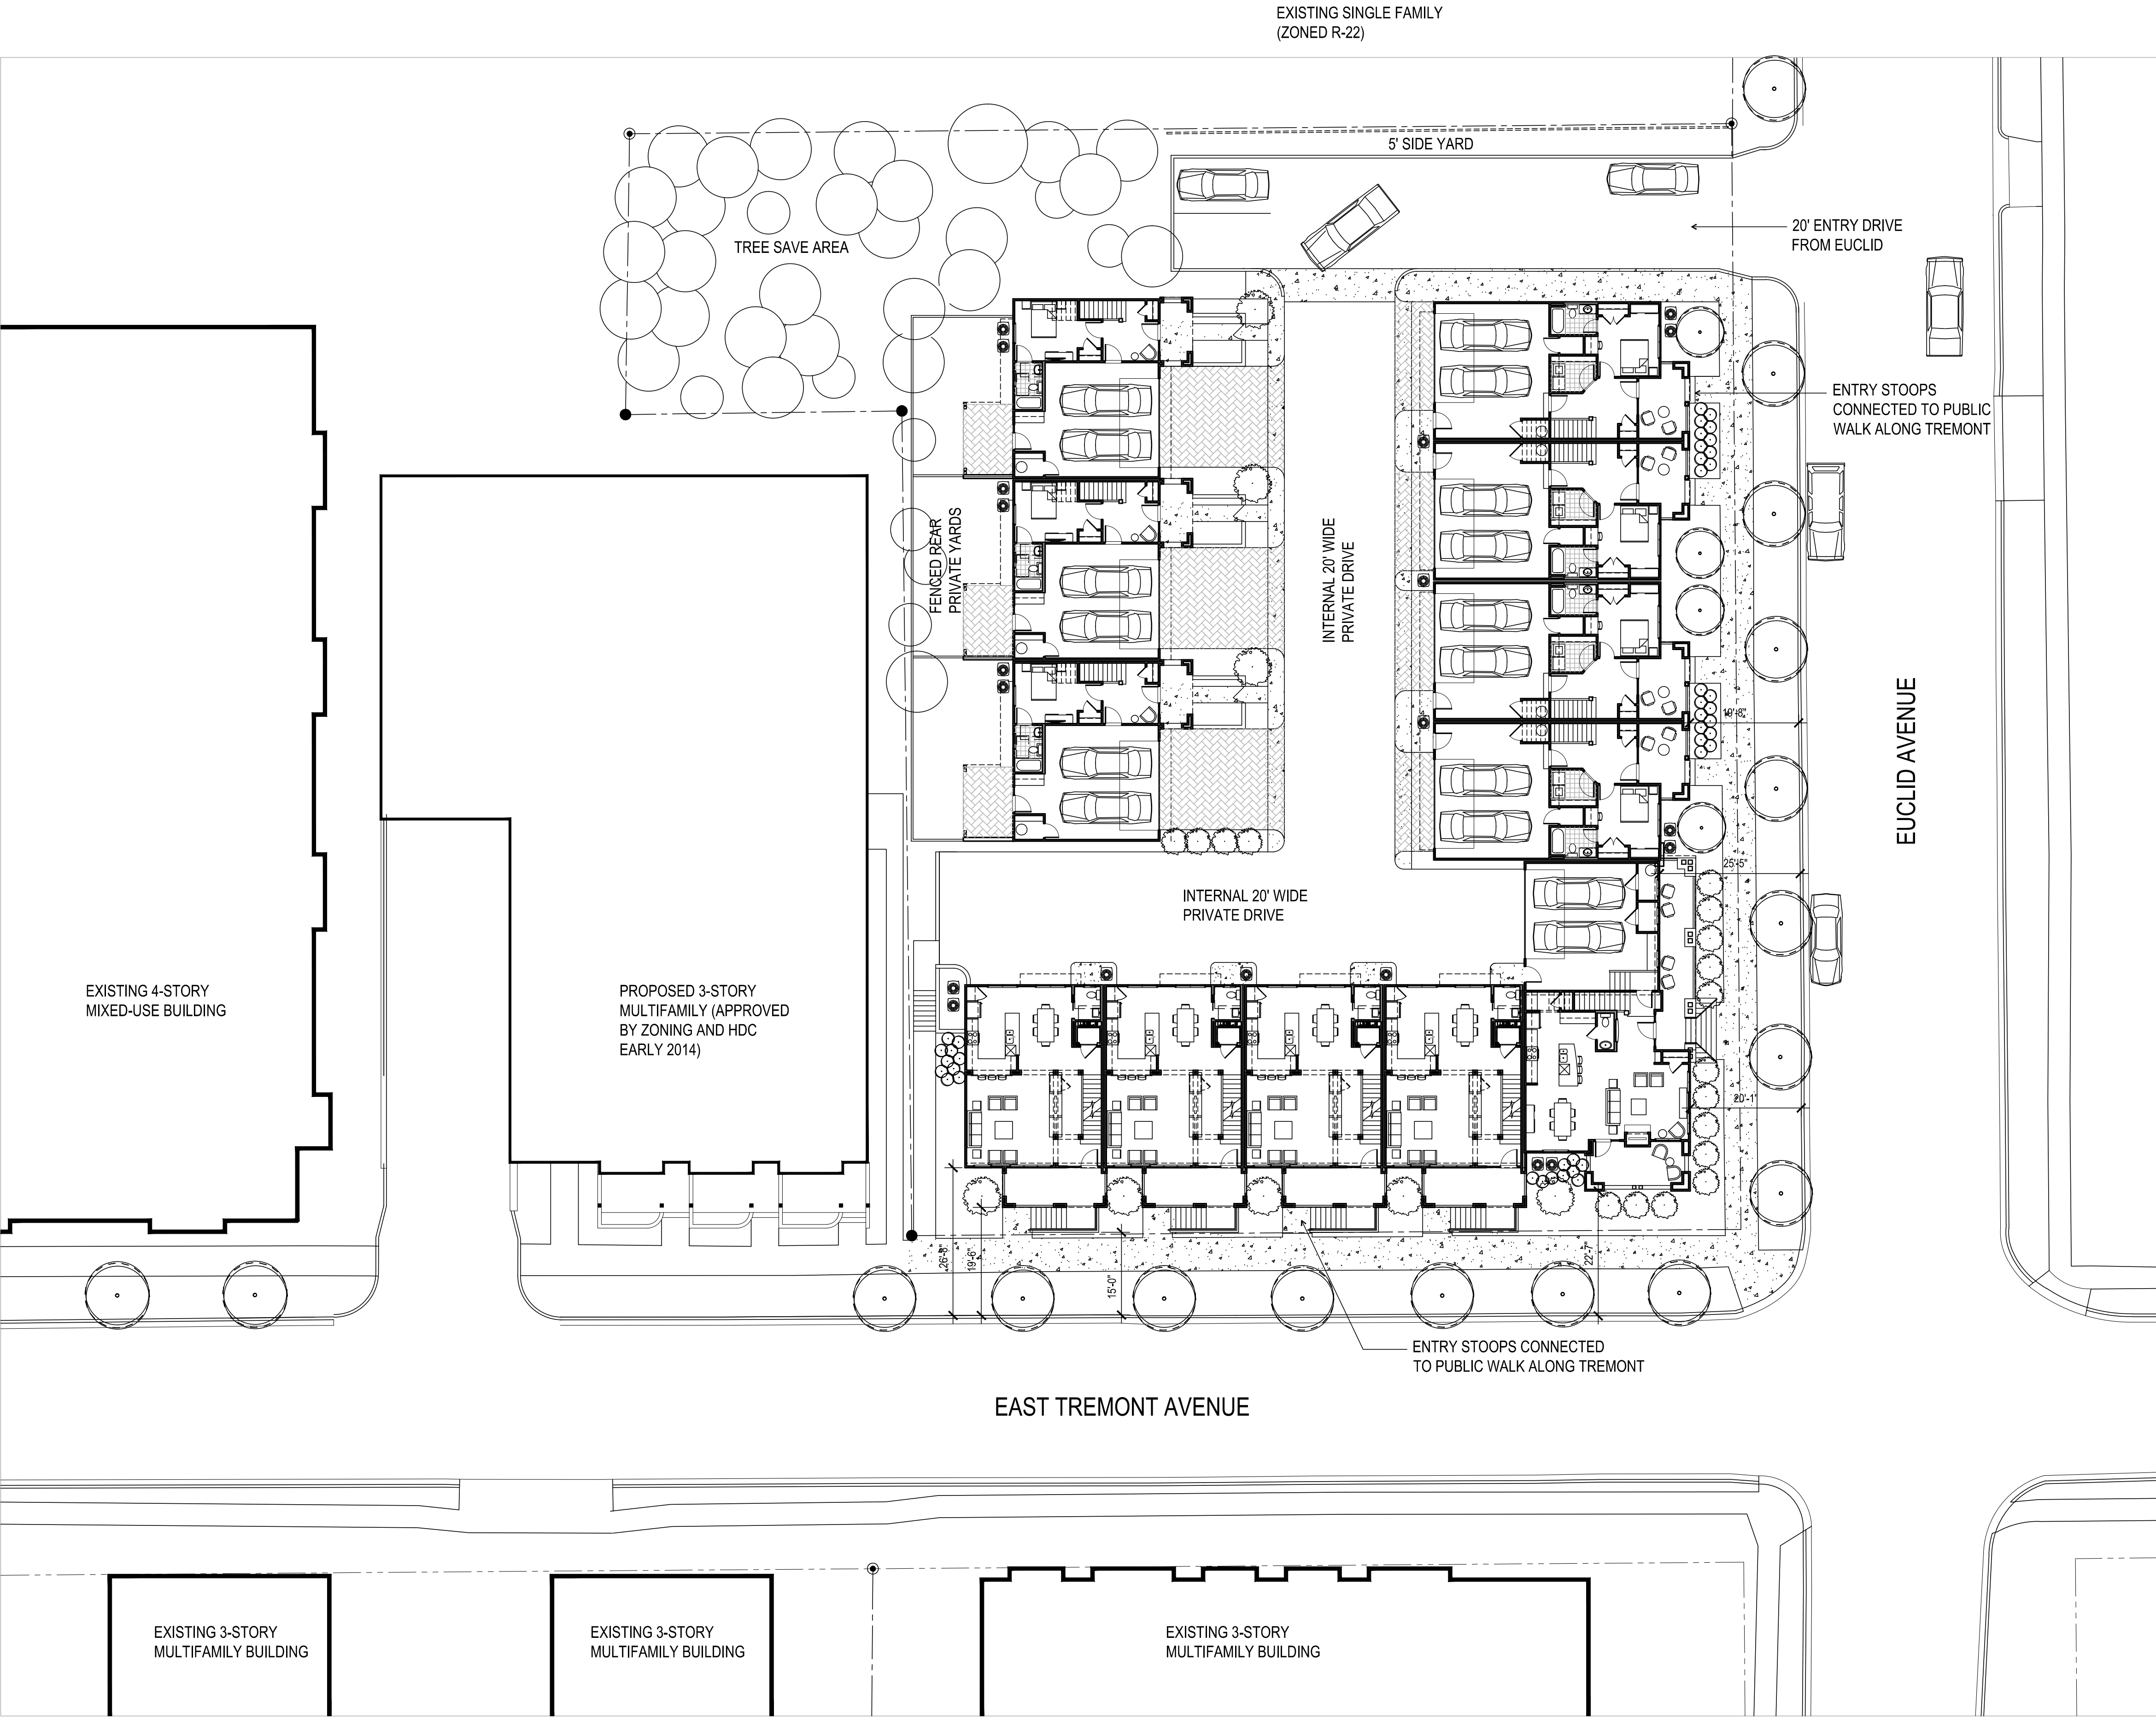 EXISTING SINGLE FAMILY
(ZONED R-22)
5' SIDE YARD
20' ENTRY DRIVE
FROM EUCLID
TREE SAVE AREA
ENTRY STOOPS
CONNECTED TO PUBLIC
WALK ALONG TREMONT
FENCED REAR
PRIVATE YARDS
INTERNAL 20' WIDE
PRIVATE DRIVE
19'-8"
EUCLID AVENUE
25'-5"
INTERNAL 20' WIDE
PRIVATE DRIVE
EXISTING 4-STORY
MIXED-USE BUILDING
PROPOSED 3-STORY
MULTIFAMILY (APPROVED
BY ZONING AND HDC
EARLY 2014)
20'-1"
26'-8"
19'-6"
15'-0"
22'-7"
ENTRY STOOPS CONNECTED
TO PUBLIC WALK ALONG TREMONT
EAST TREMONT AVENUE
EXISTING 3-STORY
MULTIFAMILY BUILDING
EXISTING 3-STORY
MULTIFAMILY BUILDING
EXISTING 3-STORY
MULTIFAMILY BUILDING